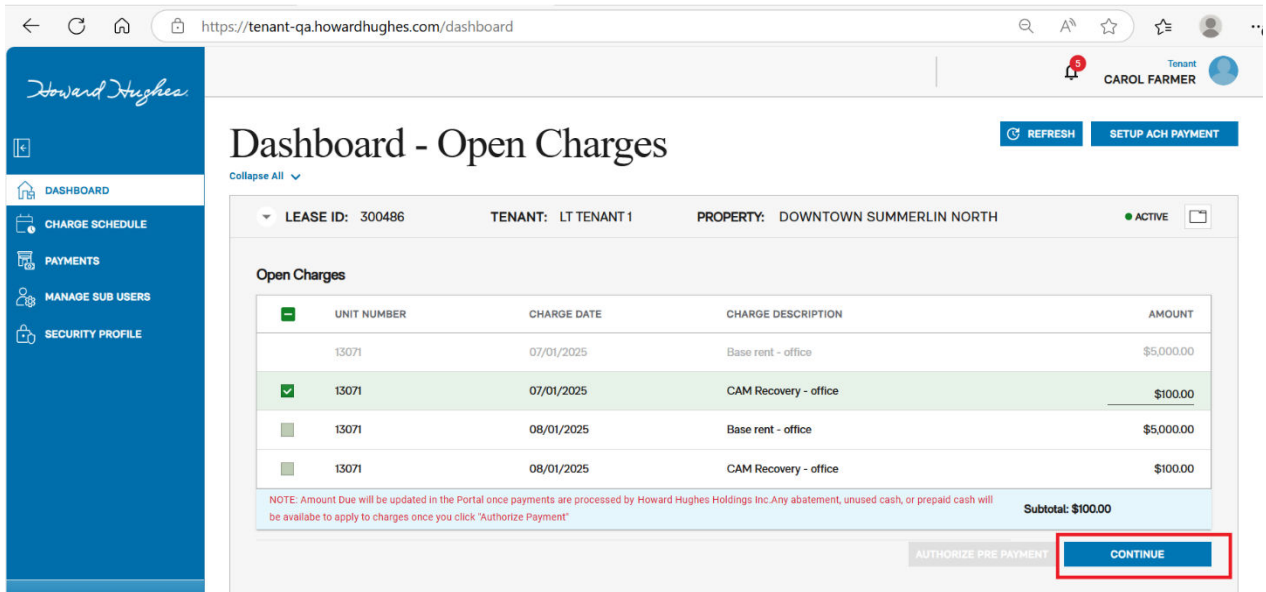 https://tenant-qa.howardhughes.com/dashboard
Howard Hughes.
5
Tenant
CAROL FARMER
Dashboard - Open Charges
REFRESH
SETUP ACH PAYMENT
Collapse All
DASHBOARD
CHARGE SCHEDULE
PAYMENTS
MANAGE SUB USERS
SECURITY PROFILE
LEASE ID: 300486 TENANT: LT TENANT 1 PROPERTY: DOWNTOWN SUMMERLIN NORTH ACTIVE
Open Charges
UNIT NUMBER CHARGE DATE CHARGE DESCRIPTION AMOUNT
13071 07/01/2025 Base rent - office $5,000.00
13071 07/01/2025 CAM Recovery - office $100.00
13071 08/01/2025 Base rent - office $5,000.00
13071 08/01/2025 CAM Recovery - office $100.00
NOTE: Amount Due will be updated in the Portal once payments are processed by Howard Hughes Holdings Inc.Any abatement, unused cash, or prepaid cash will
be availabe to apply to charges once you click "Authorize Payment"
Subtotal: $100.00
AUTHORIZE PRE PAYMENT
CONTINUE